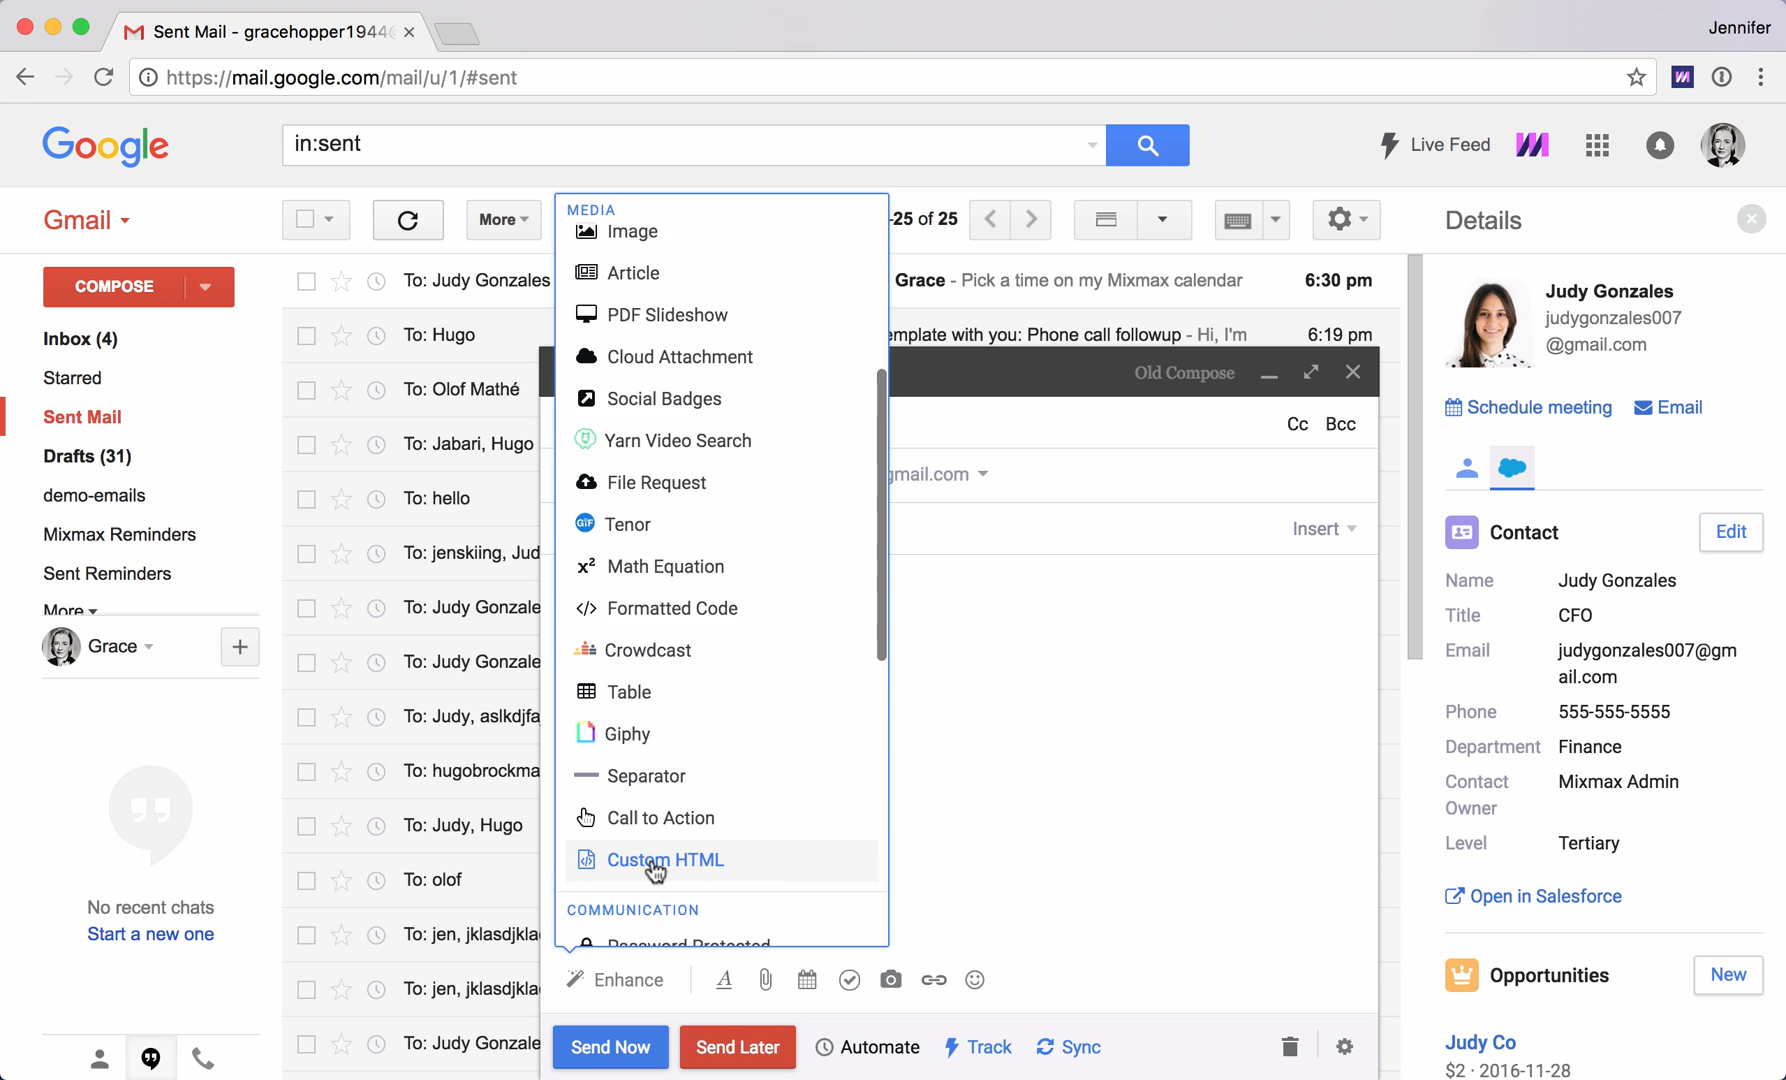 Sent Mail - gracehopper1944
Jennifer
https://mail.google.com/mail/u/1/#sent
Google
in:sent
Live Feed
Gmail
More
-25 of 25
Details
COMPOSE
Inbox (4)
Starred
Sent Mail
Drafts (31)
demo-emails
Mixmax Reminders
Sent Reminders
More
Grace
No recent chats
Start a new one
To: Judy Gonzales
Grace - Pick a time on my Mixmax calendar
6:30 pm
To: Hugo
emplate with you: Phone call followup - Hi, I'm
6:19 pm
To: Olof Mathé
To: Jabari, Hugo
To: hello
To: jenskiing, Jud
To: Judy Gonzale
To: Judy Gonzale
To: Judy, aslkdjfa
To: hugobrockma
To: Judy, Hugo
To: olof
To: jen, jklasdjkla
To: jen, jklasdjkla
To: Judy Gonzale
MEDIA
Image
Article
PDF Slideshow
Cloud Attachment
Social Badges
Yarn Video Search
File Request
GIF Tenor
x² Math Equation
</> Formatted Code
Crowdcast
Table
Giphy
Separator
Call to Action
Custom HTML
COMMUNICATION
Password Protected
Old Compose
Cc Bcc
gmail.com
Insert
Enhance
Send Now
Send Later
Automate
Track
Sync
Judy Gonzales
judygonzales007
@gmail.com
Schedule meeting
Email
Contact
Edit
Name Judy Gonzales
Title CFO
Email judygonzales007@gm
ail.com
Phone 555-555-5555
Department Finance
Contact Mixmax Admin
Owner
Level Tertiary
Open in Salesforce
Opportunities
New
Judy Co
$2 · 2016-11-28